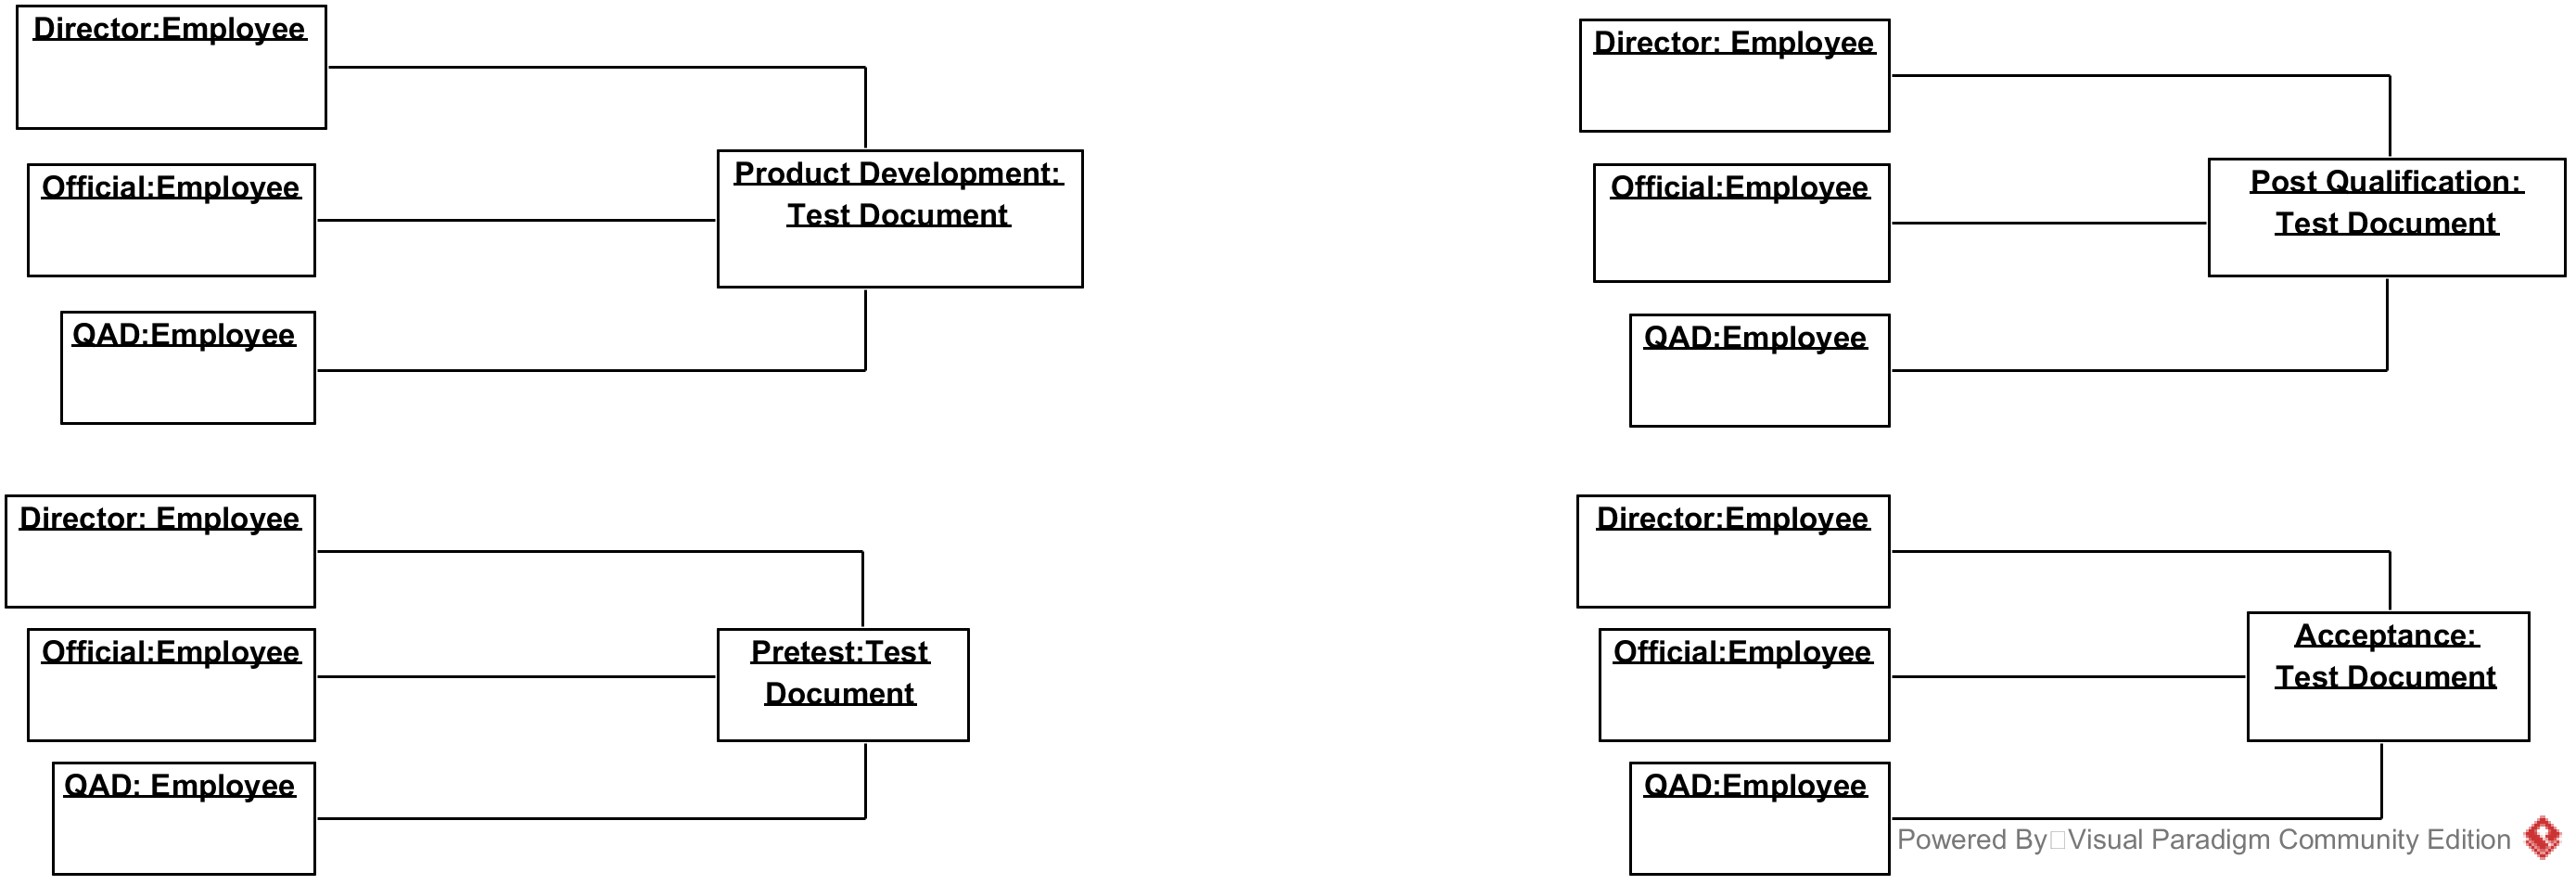 Director:Employee
Official:Employee
QAD:Employee
Product Development:
Test Document
Director: Employee
Official:Employee
QAD:Employee
Post Qualification:
Test Document
Director: Employee
Official:Employee
QAD: Employee
Pretest:Test
Document
Director:Employee
Official:Employee
QAD:Employee
Acceptance:
Test Document
Powered By□Visual Paradigm Community Edition